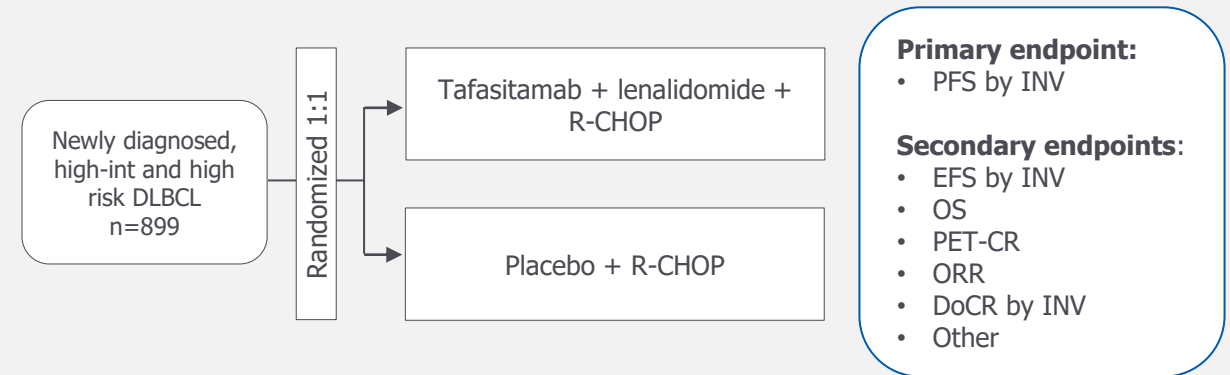 Newly diagnosed,
high-int and high
risk DLBCL
n=899
Randomized 1:1
Tafasitamab + lenalidomide +
R-CHOP
Placebo + R-CHOP
Primary endpoint:
• PFS by INV
Secondary endpoints:
• EFS by INV
• OS
• PET-CR
• ORR
• DoCR by INV
• Other